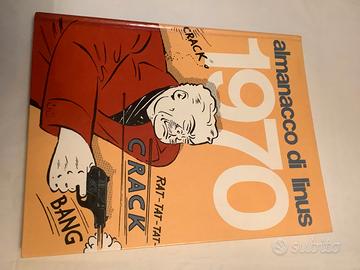 almanacco di linus
1970
CRACK
RAT-TAT-TAT-
CRACK
BANG
subito